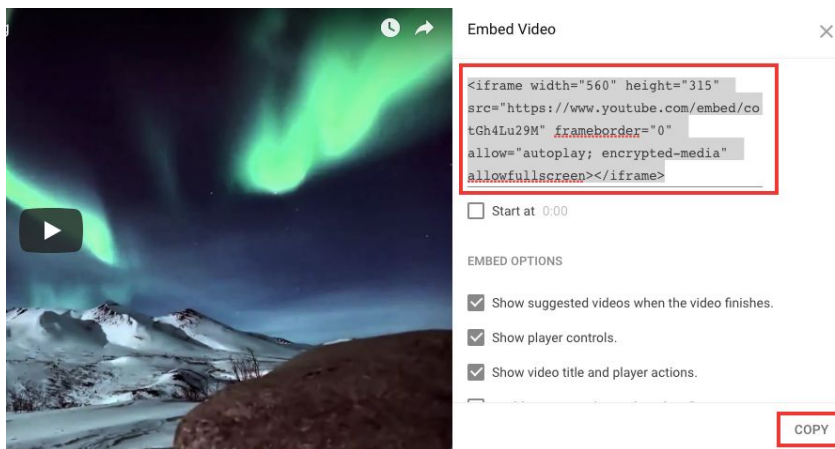 Embed Video
<iframe width="560" height="315"
src="https://www.youtube.com/embed/co
tGh4Lu29M" frameborder="0"
allow="autoplay; encrypted-media"
allowfullscreen></iframe>
Start at 0:00
EMBED OPTIONS
Show suggested videos when the video finishes.
Show player controls.
Show video title and player actions.
COPY